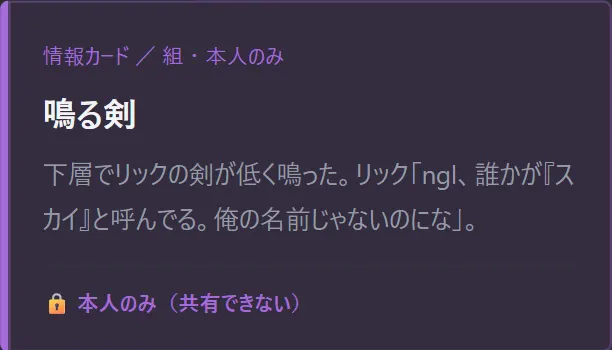 情報カード ／ 組・本人のみ
鳴る剣
下層でリックの剣が低く鳴った。リック「ngl、誰かが『ス
カイ』と呼んでる。俺の名前じゃないのにな」。
🔒 本人のみ（共有できない）